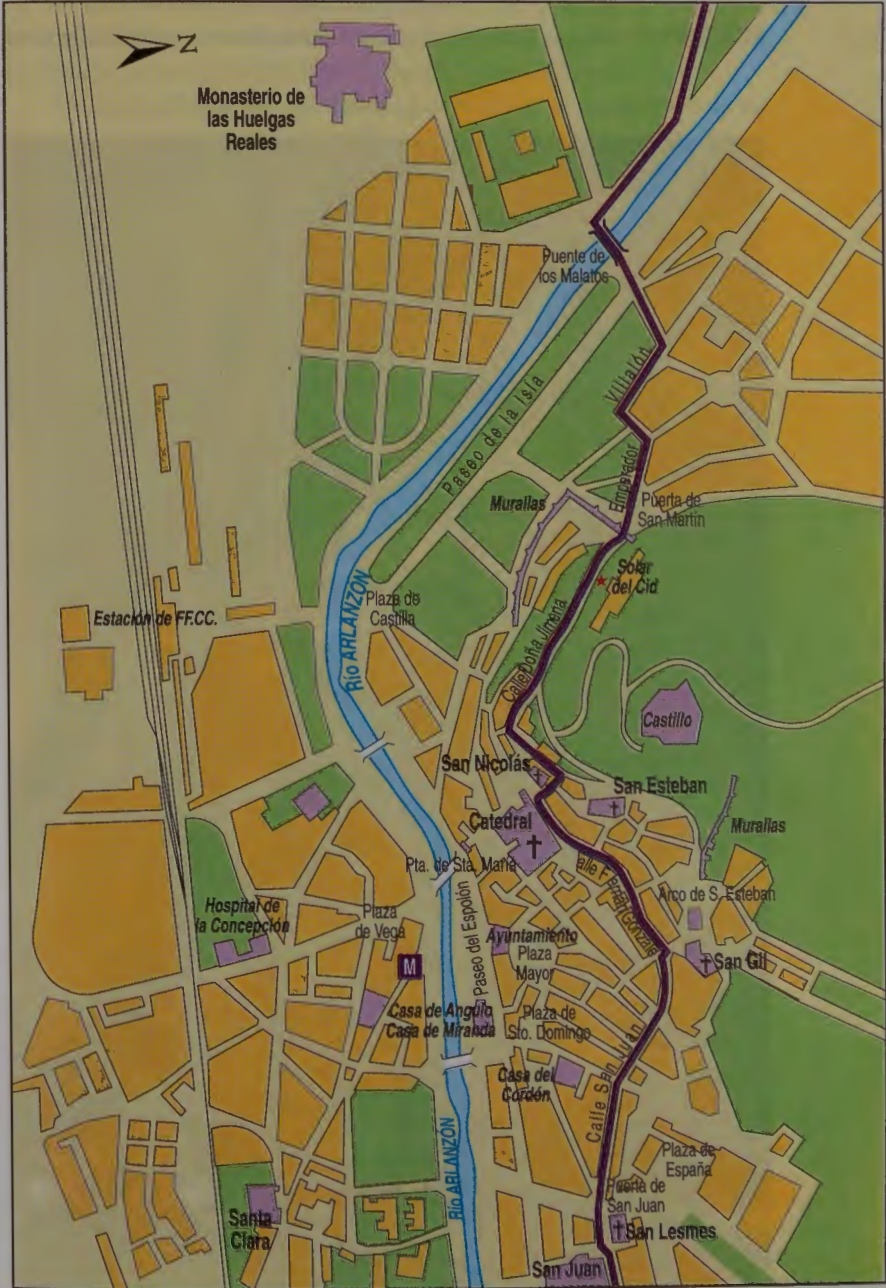 N
Monasterio de
las Huelgas
Reales
Puente de
los Malatos
Villalón
Paseo de la Isla
Emperador
Murallas
Puerta de
San Martín
Solar
del Cid
Río ARLANZÓN
Plaza de
Castilla
Estación de FF.CC.
Calle Doña Jimena
Castillo
San Nicolás
San Esteban
Catedral
Murallas
Pta. de Sta. María
alle Fernán González
Arco de S. Esteban
Hospital de
la Concepción
Plaza
de Vega
Paseo del Espolón
Ayuntamiento
Plaza
Mayor
San Gil
M
Casa de Angulo
Casa de Miranda
Plaza de
Sto. Domingo
Casa del
Cordón
Calle San Juan
Río ARLANZÓN
Plaza de
España
Puerta de
San Juan
Santa
Clara
San Lesmes
San Juan